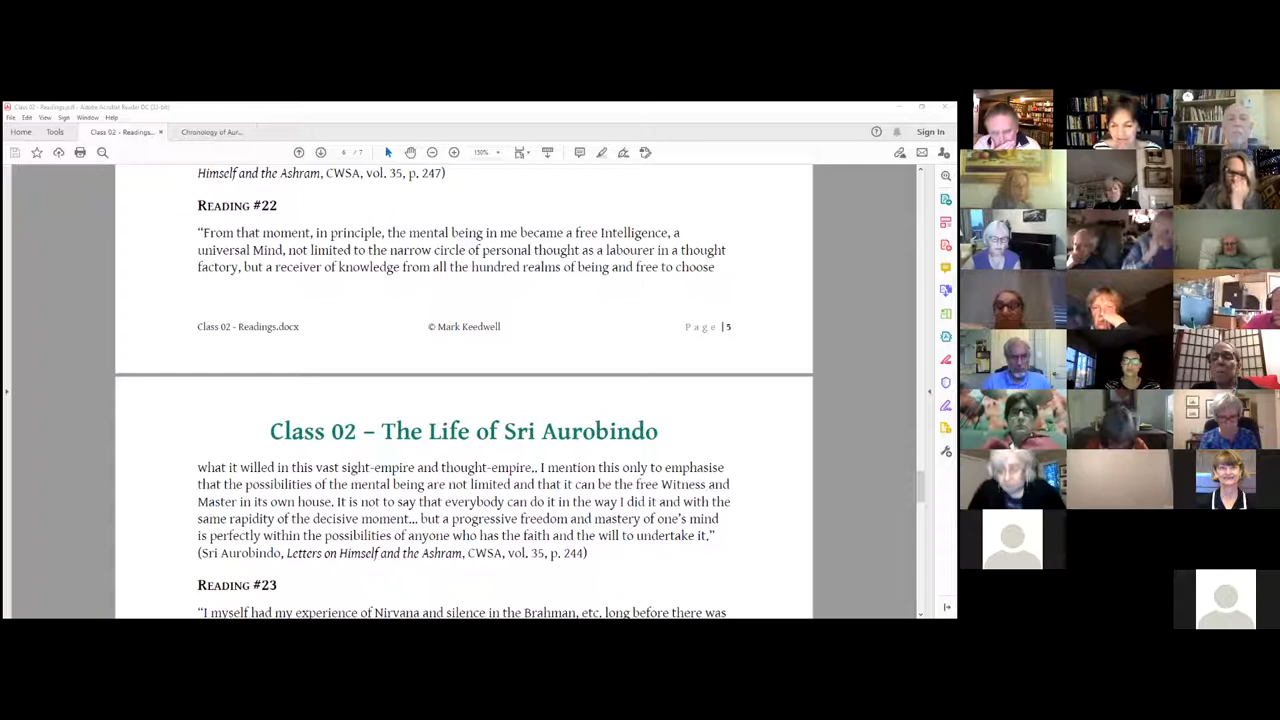 Class 02 - Readings.pdf - Adobe Acrobat Reader DC (32-bit)
File Edit View Sign Window Help
Home Tools Class 02 - Readings... × Chronology of Aur... Sign In
6 / 7 150%
Himself and the Ashram, CWSA, vol. 35, p. 247)
READING #22
“From that moment, in principle, the mental being in me became a free Intelligence, a
universal Mind, not limited to the narrow circle of personal thought as a labourer in a thought
factory, but a receiver of knowledge from all the hundred realms of being and free to choose
Class 02 - Readings.docx © Mark Keedwell Page | 5
Class 02 – The Life of Sri Aurobindo
what it willed in this vast sight-empire and thought-empire.. I mention this only to emphasise
that the possibilities of the mental being are not limited and that it can be the free Witness and
Master in its own house. It is not to say that everybody can do it in the way I did it and with the
same rapidity of the decisive moment... but a progressive freedom and mastery of one’s mind
is perfectly within the possibilities of anyone who has the faith and the will to undertake it.”
(Sri Aurobindo, Letters on Himself and the Ashram, CWSA, vol. 35, p. 244)
READING #23
“I myself had my experience of Nirvana and silence in the Brahman, etc. long before there was